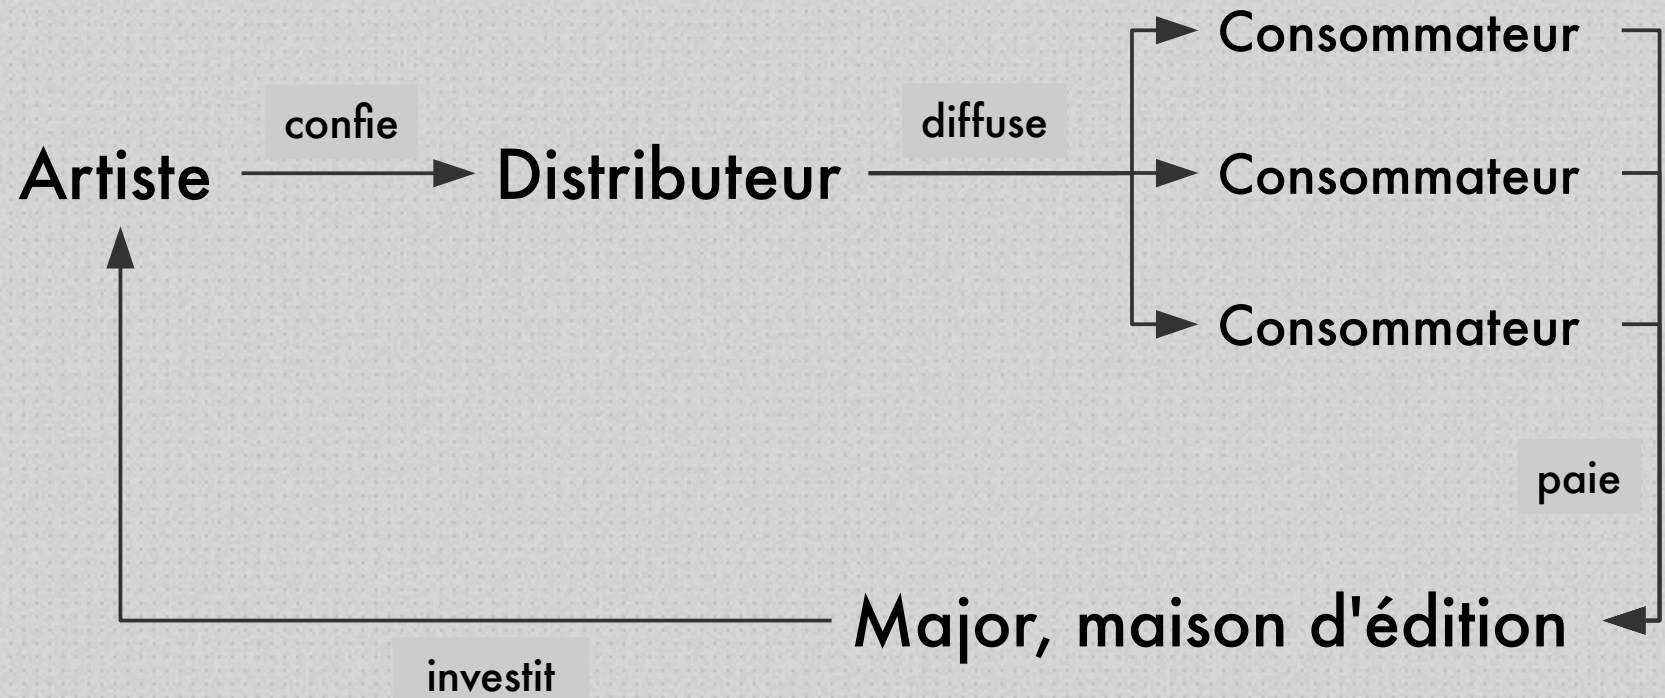 Consommateur
confie
diffuse
Artiste
Distributeur
Consommateur
Consommateur
paie
Major, maison d'édition
investit